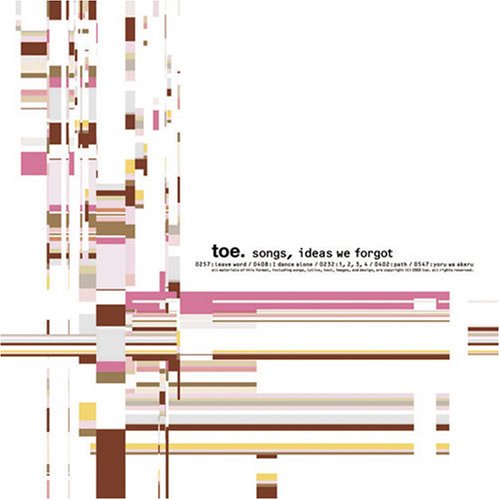 toe. songs, ideas we forgot
0257:leave word / 0408:I dance alone / 0232:1, 2, 3, 4 / 0402:path / 0547:yoru wa akeru
all materials of this format, including songs, lyrics, text, images, and design, are copyright (C) 2002 toe. all rights reserved.